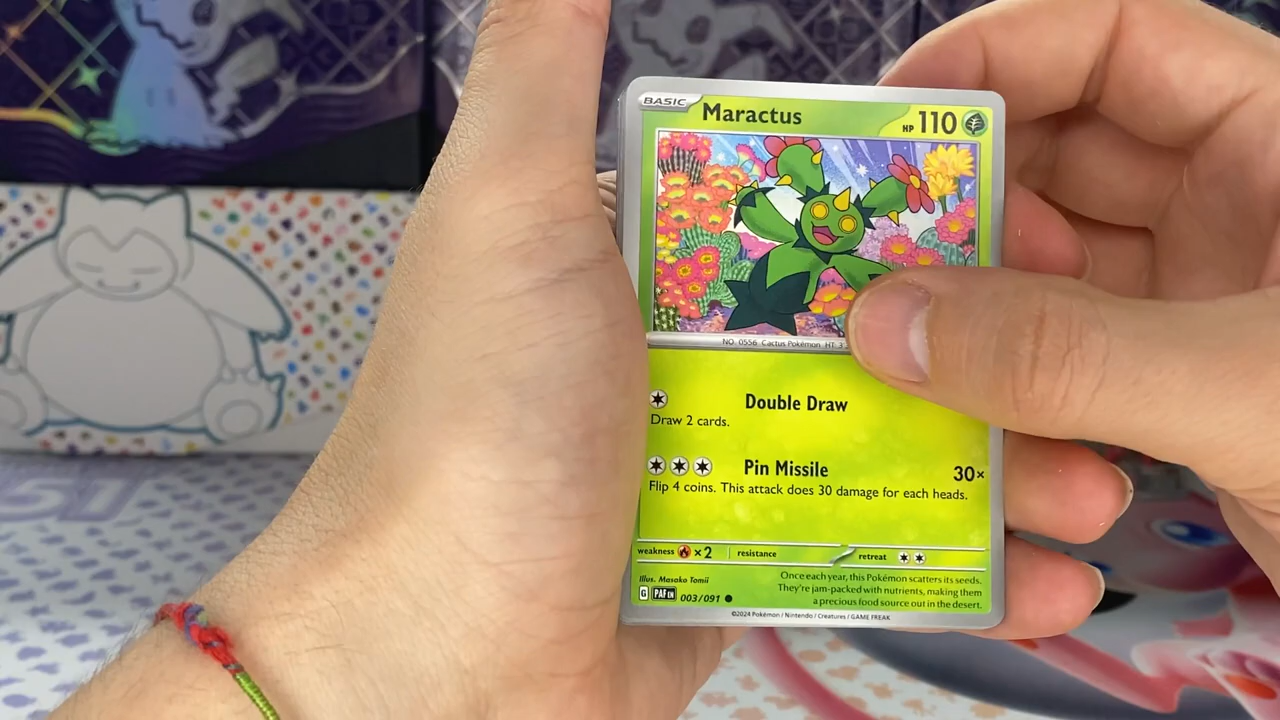 BASIC
Maractus
HP 110
NO. 0556 Cactus Pokémon HT: 3'
Double Draw
Draw 2 cards.
Pin Missile 30×
Flip 4 coins. This attack does 30 damage for each heads.
weakness ×2 resistance retreat
Illus. Masako Tomii
Once each year, this Pokémon scatters its seeds.
They're jam-packed with nutrients, making them
a precious food source out in the desert.
G PAF EN 003/091
©2024 Pokémon / Nintendo / Creatures / GAME FREAK